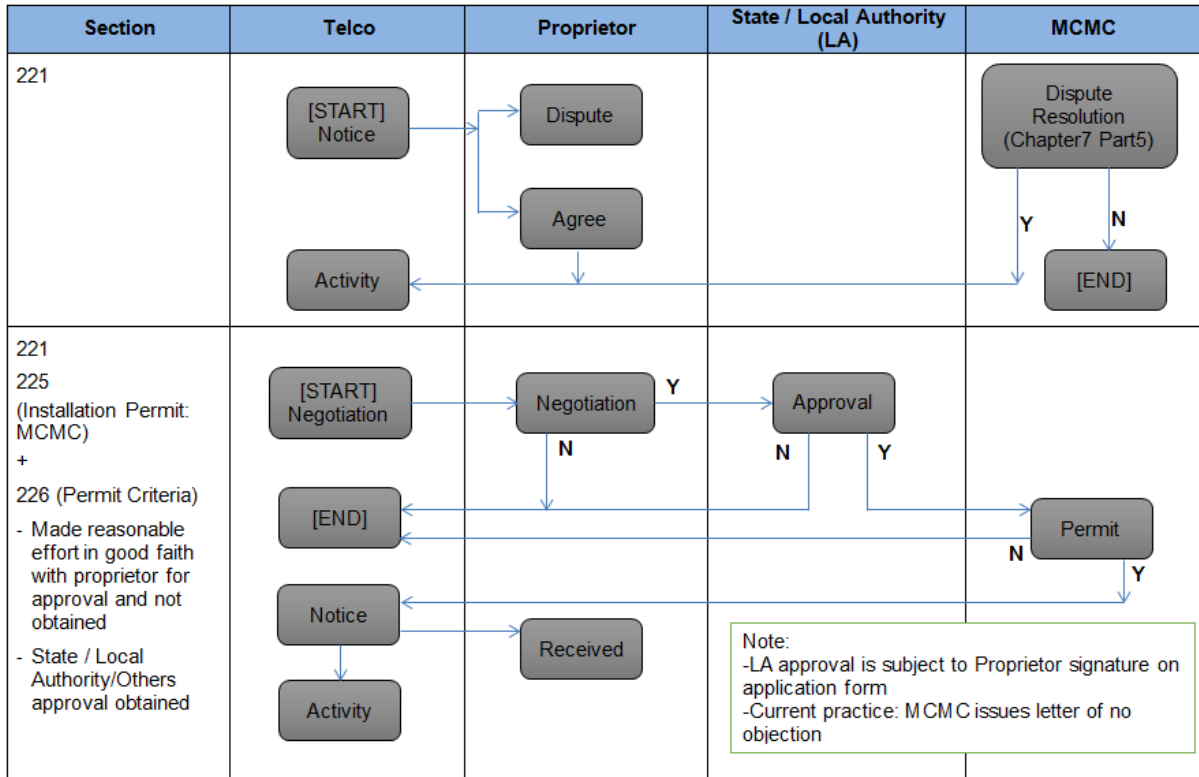 Section
Telco
Proprietor
State / Local Authority
(LA)
MCMC
221
[START]
Notice
Dispute
Agree
Activity
Dispute
Resolution
(Chapter7 Part5)
Y
N
[END]
221
225
(Installation Permit:
MCMC)
+
226 (Permit Criteria)
- Made reasonable
effort in good faith
with proprietor for
approval and not
obtained
- State / Local
Authority/Others
approval obtained
[START]
Negotiation
Negotiation
Y
N
Approval
N
Y
[END]
Permit
N
Y
Notice
Received
Activity
Note:
-LA approval is subject to Proprietor signature on
application form
-Current practice: MCMC issues letter of no
objection